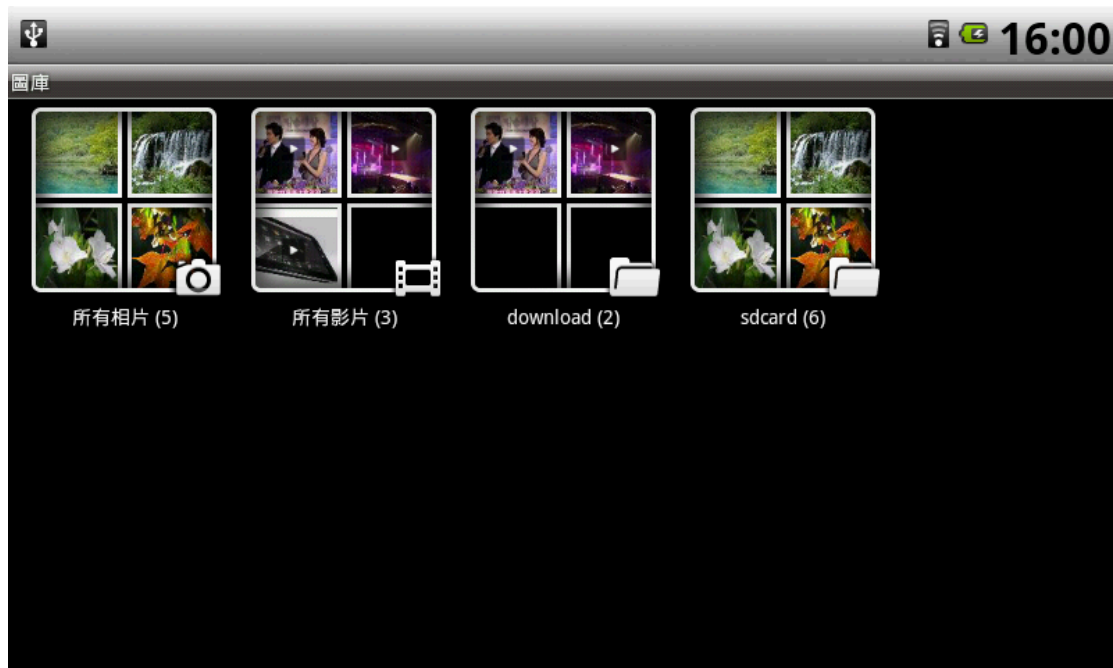 16:00
圖庫
所有相片 (5)
所有影片 (3)
download (2)
sdcard (6)